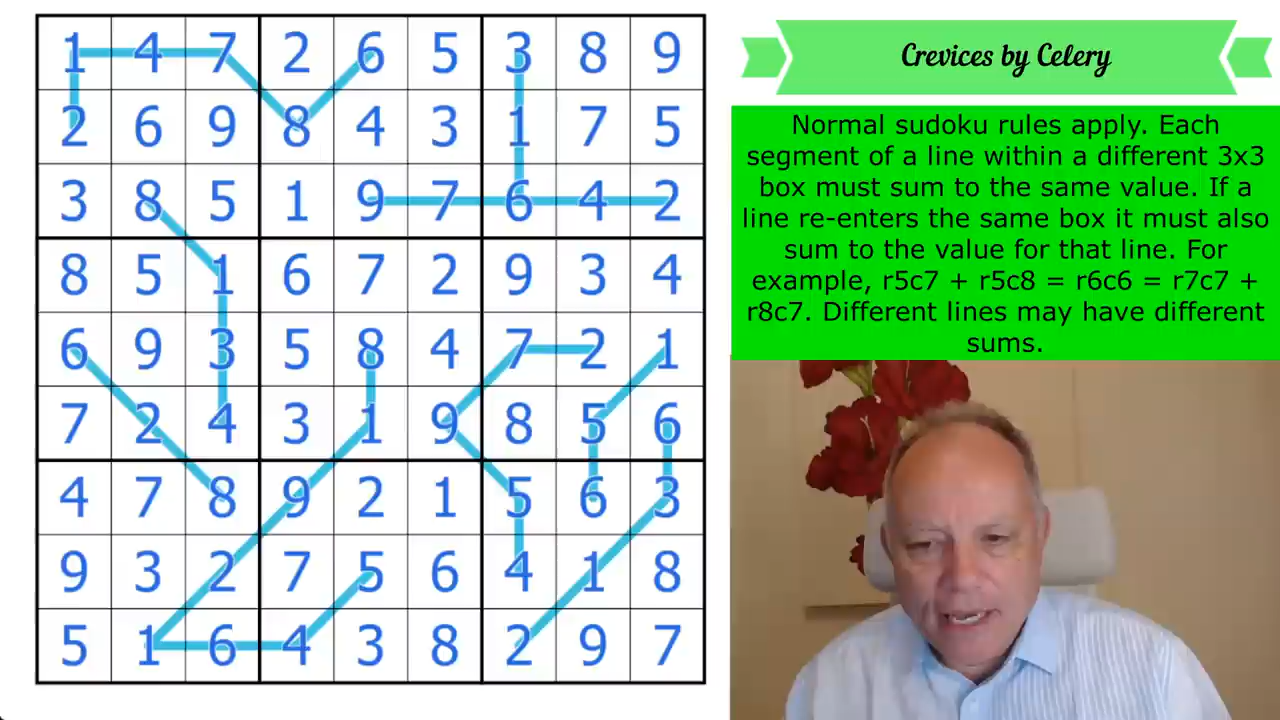 Crevices by Celery
Normal sudoku rules apply. Each
segment of a line within a different 3x3
box must sum to the same value. If a
line re-enters the same box it must also
sum to the value for that line. For
example, r5c7 + r5c8 = r6c6 = r7c7 +
r8c7. Different lines may have different
sums.
1 4 7 2 6 5 3 8 9
2 6 9 8 4 3 1 7 5
3 8 5 1 9 7 6 4 2
8 5 1 6 7 2 9 3 4
6 9 3 5 8 4 7 2 1
7 2 4 3 1 9 8 5 6
4 7 8 9 2 1 5 6 3
9 3 2 7 5 6 4 1 8
5 1 6 4 3 8 2 9 7